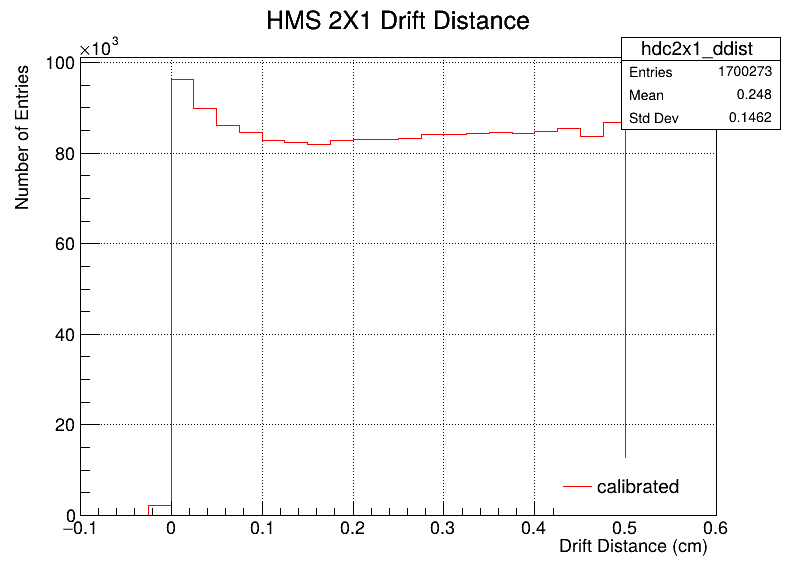 HMS 2X1 Drift Distance
×10³
hdc2x1_ddist
Entries 1700273
Mean 0.248
Std Dev 0.1462
Number of Entries
100
80
60
40
20
0
calibrated
−0.1 0 0.1 0.2 0.3 0.4 0.5 0.6
Drift Distance (cm)